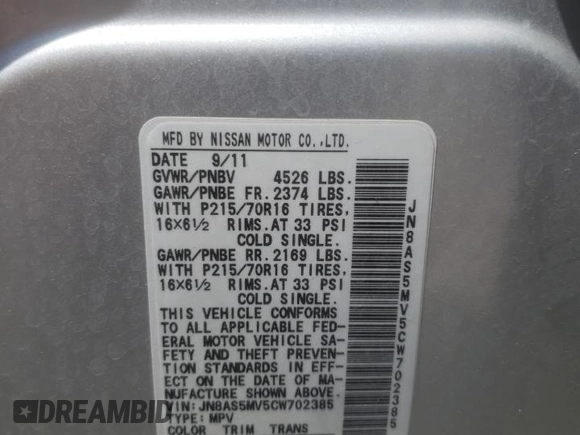 MFD BY NISSAN MOTOR CO.,LTD.
DATE 9/11
GVWR/PNBV 4526 LBS.
GAWR/PNBE FR. 2374 LBS.
WITH P215/70R16 TIRES,
16×6½ RIMS.AT 33 PSI
COLD SINGLE.
GAWR/PNBE RR. 2169 LBS.
WITH P215/70R16 TIRES,
16×6½ RIMS.AT 33 PSI
COLD SINGLE.
THIS VEHICLE CONFORMS
TO ALL APPLICABLE FED-
ERAL MOTOR VEHICLE SA-
FETY AND THEFT PREVEN-
TION STANDARDS IN EFF-
ECT ON THE DATE OF MA-
NUFACTURE SHOWN ABOVE.
VIN: JN8AS5MV5CW702385
TYPE: MPV
COLOR TRIM TRANS
JN8AS5MV5CW702385
DREAMBID